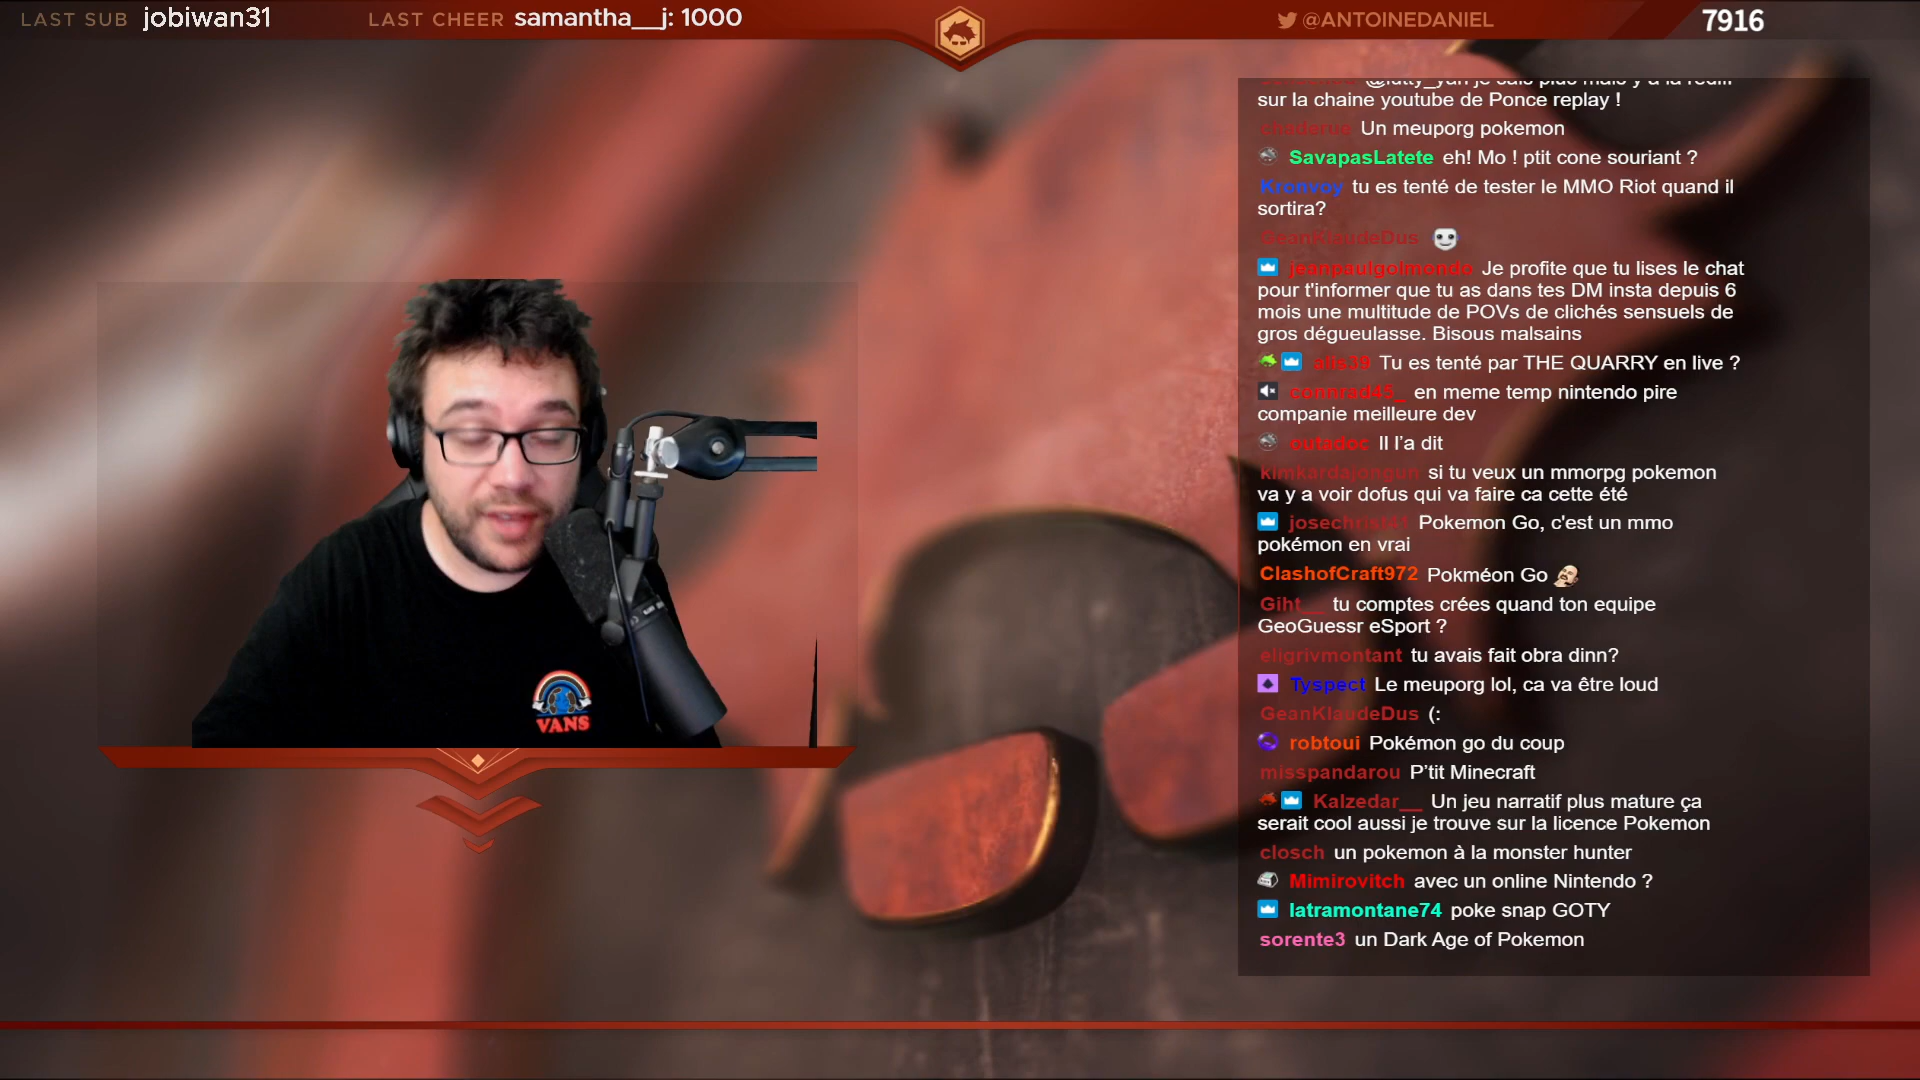 LAST SUB jobiwan31 LAST CHEER samantha__j: 1000 @ANTOINEDANIEL 7916
sur la chaine youtube de Ponce replay !
Un meuporg pokemon
SavapasLatete eh! Mo ! ptit cone souriant ?
Kronvoy tu es tenté de tester le MMO Riot quand il
sortira?
GeanKlaudeDus
jeanpaulgolmondo Je profite que tu lises le chat
pour t'informer que tu as dans tes DM insta depuis 6
mois une multitude de POVs de clichés sensuels de
gros dégueulasse. Bisous malsains
alis39 Tu es tenté par THE QUARRY en live ?
connrad45_ en meme temp nintendo pire
companie meilleure dev
outadoc Il l'a dit
kimkardajongun si tu veux un mmorpg pokemon
va y a voir dofus qui va faire ca cette été
Pokemon Go, c'est un mmo
pokémon en vrai
ClashofCraft972 Pokméon Go
Giht__ tu comptes crées quand ton equipe
GeoGuessr eSport ?
eligrivmontant tu avais fait obra dinn?
Tyspect Le meuporg lol, ca va être loud
GeanKlaudeDus (:
robtoui Pokémon go du coup
misspandarou P'tit Minecraft
Kalzedar__ Un jeu narratif plus mature ça
serait cool aussi je trouve sur la licence Pokemon
closch un pokemon à la monster hunter
Mimirovitch avec un online Nintendo ?
latramontane74 poke snap GOTY
sorente3 un Dark Age of Pokemon
VANS